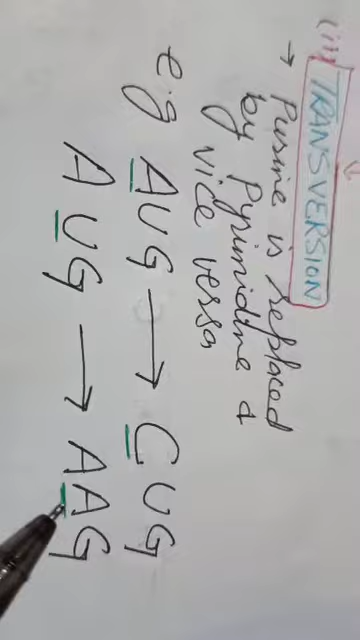 (ii) TRANSVERSION
→ Purine is replaced
by Pyrimidine &
vice versa
e.g AUG → CUG
AUG → AAG